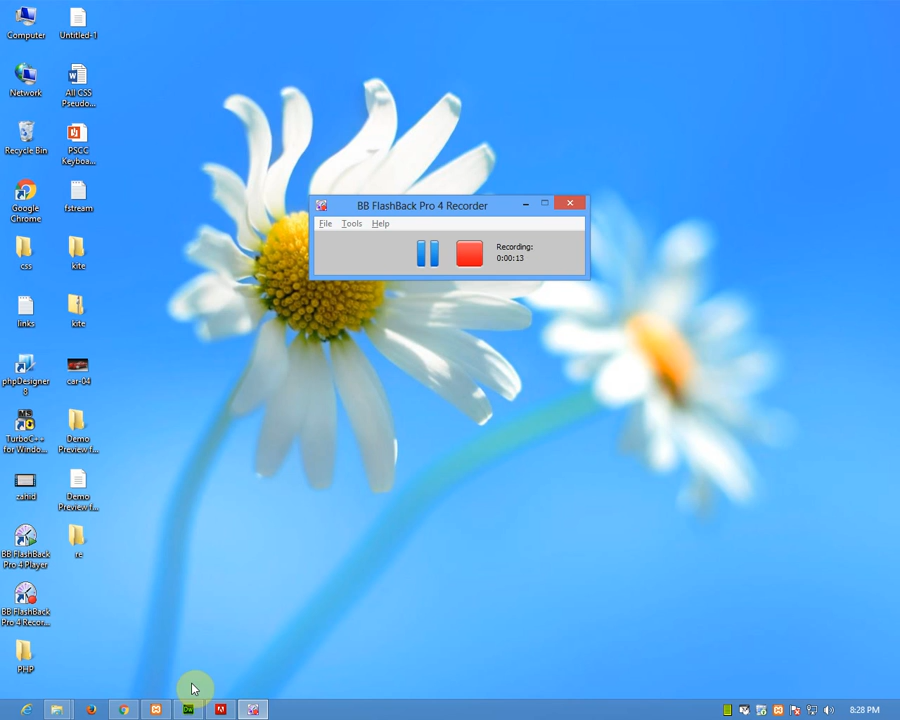 Computer
Untitled-1
Network
All CSS
Pseudo...
Recycle Bin
PSCC
Keyboa...
Google
Chrome
fstream
css
kite
links
kite
phpDesigner
8
car-04
TurboC++
for Windo...
Demo
Preview f...
zahid
Demo
Preview f...
BB FlashBack
Pro 4 Player
re
BB FlashBack
Pro 4 Recor...
PHP
BB FlashBack Pro 4 Recorder
File Tools Help
Recording:
0:00:13
Dw
8:28 PM